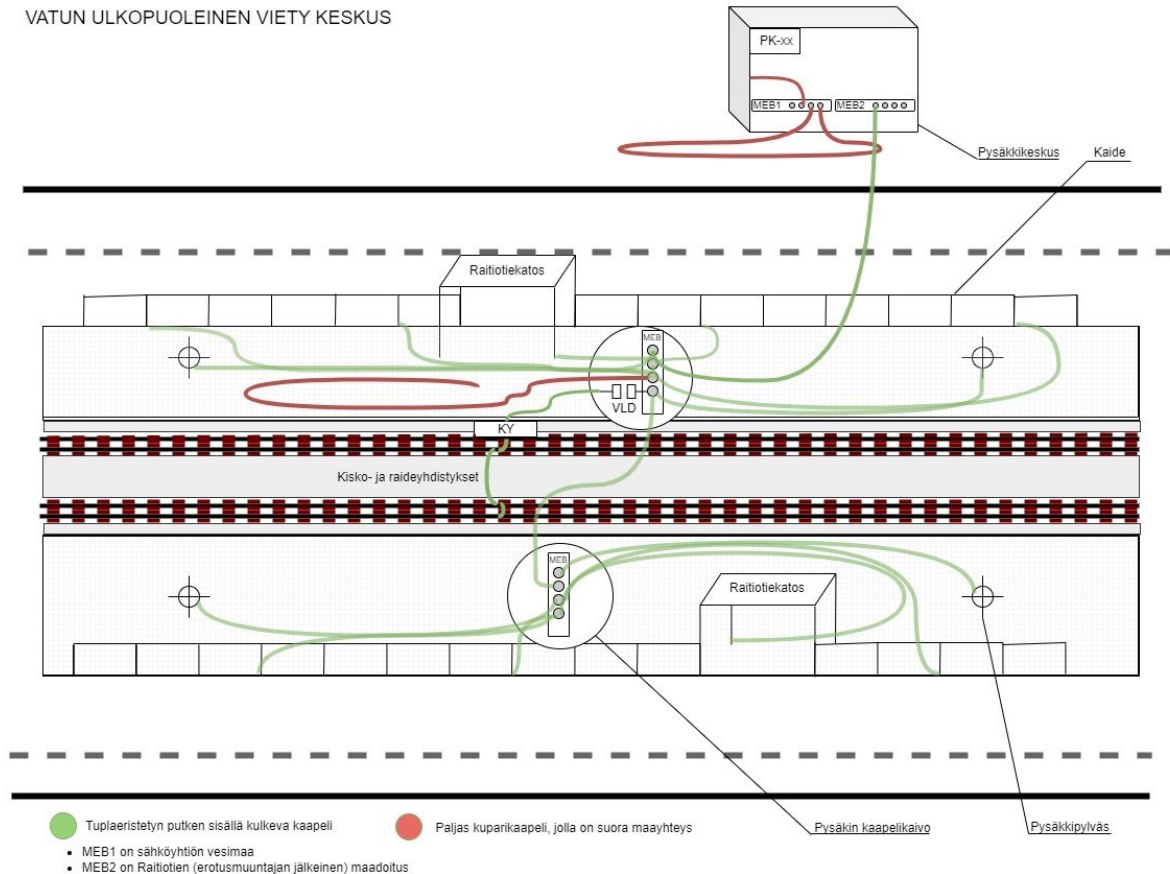 VATUN ULKOPUOLEINEN VIETY KESKUS
PK-xx
MEB1
MEB2
Pysäkkikeskus
Kaide
Raitiotiekatos
MEB
VLD
KY
Kisko- ja raideyhdistykset
MEB
Raitiotiekatos
Tuplaeristetyn putken sisällä kulkeva kaapeli
Paljas kuparikaapeli, jolla on suora maayhteys
Pysäkin kaapelikaivo
Pysäkkipylväs
• MEB1 on sähköyhtiön vesimaa
• MEB2 on Raitiotien (erotusmuuntajan jälkeinen) maadoitus